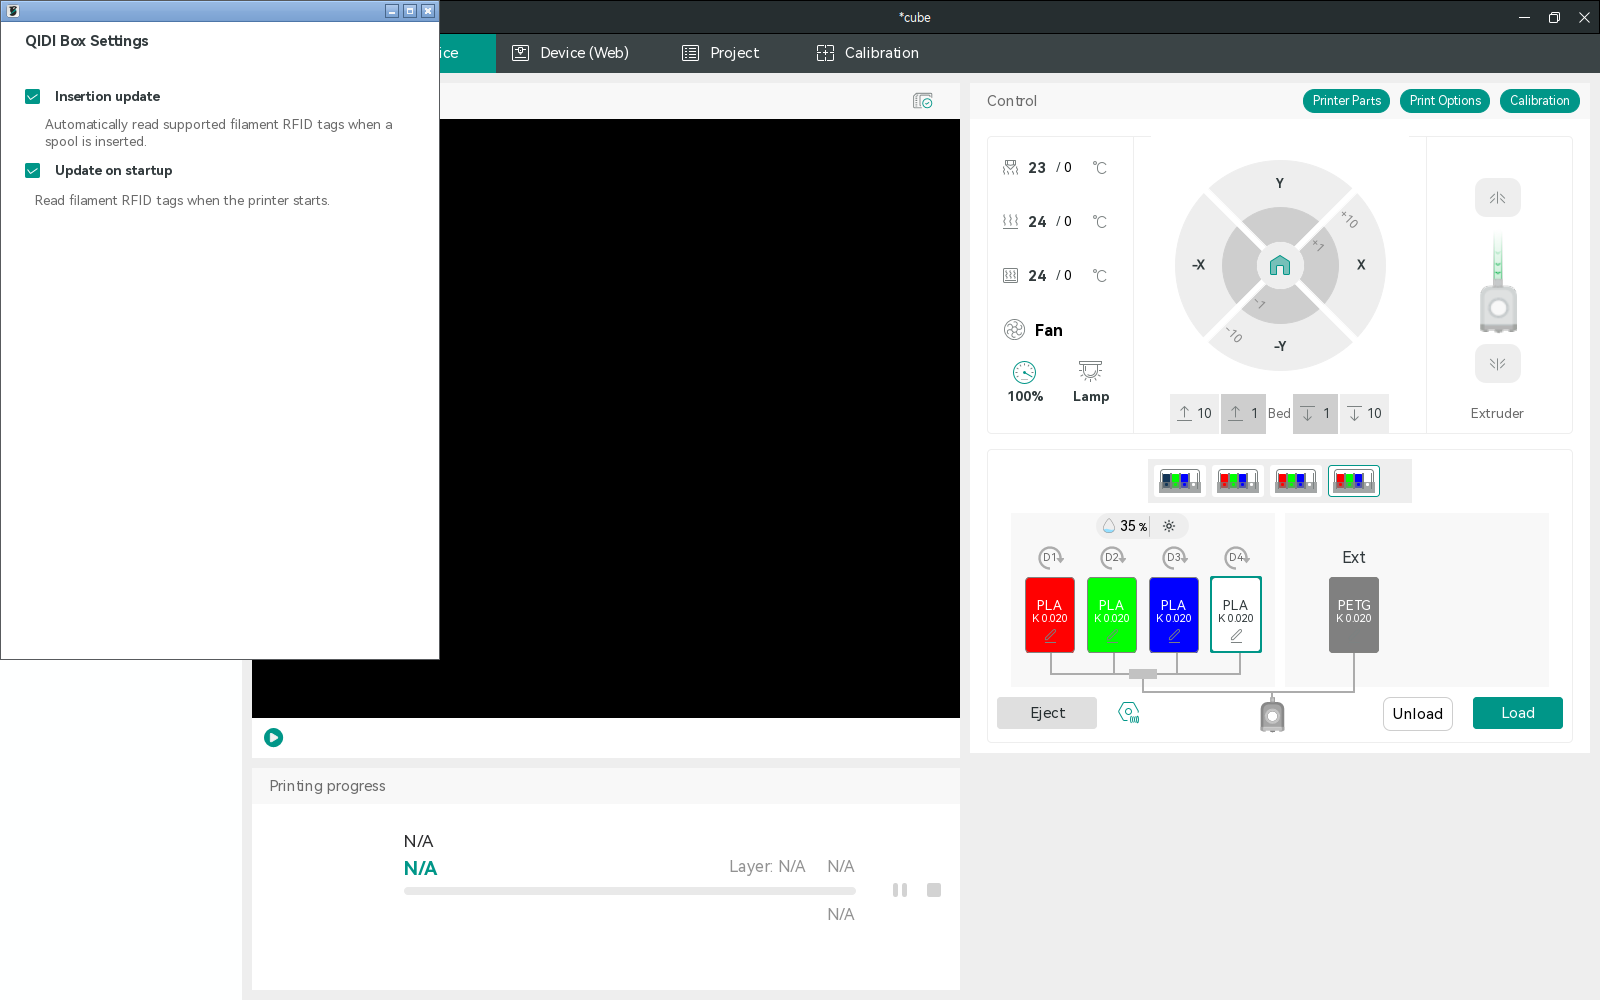 *cube
QIDI Box Settings
Insertion update
Automatically read supported filament RFID tags when a
spool is inserted.
Update on startup
Read filament RFID tags when the printer starts.
ice
Device (Web)
Project
Calibration
Control
Printer Parts
Print Options
Calibration
23 / 0 °C
24 / 0 °C
24 / 0 °C
Fan
100%
Lamp
Y
+10
+1
-X
X
-1
-10
-Y
10
1
Bed
1
10
Extruder
35 %
D1
D2
D3
D4
Ext
PLA
K 0.020
PLA
K 0.020
PLA
K 0.020
PLA
K 0.020
PETG
K 0.020
Eject
Unload
Load
Printing progress
N/A
N/A
Layer: N/A
N/A
N/A